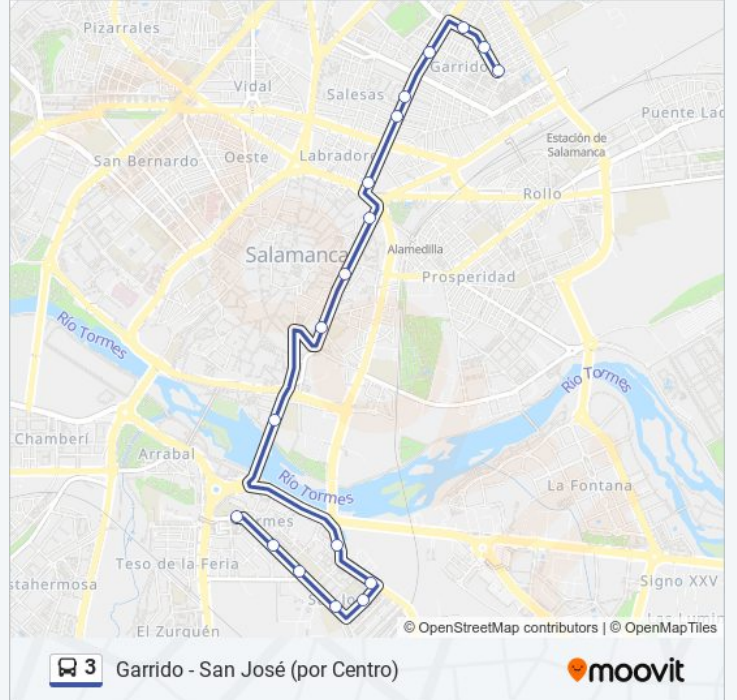 Pizarrales
Garrido
Vidal
Salesas
Puente Lad
Estación de
Salamanca
San Bernardo
Oeste
Labradore
Rollo
Salamanca
Alamedilla
Prosperidad
Río Tormes
Río Tormes
Chamberí
Arrabal
Río Tormes
La Fontana
Teso de la Feria
stahermosa
Signo XXV
El Zurguén
© OpenStreetMap contributors | © OpenMapTiles
3 Garrido - San José (por Centro)
moovit